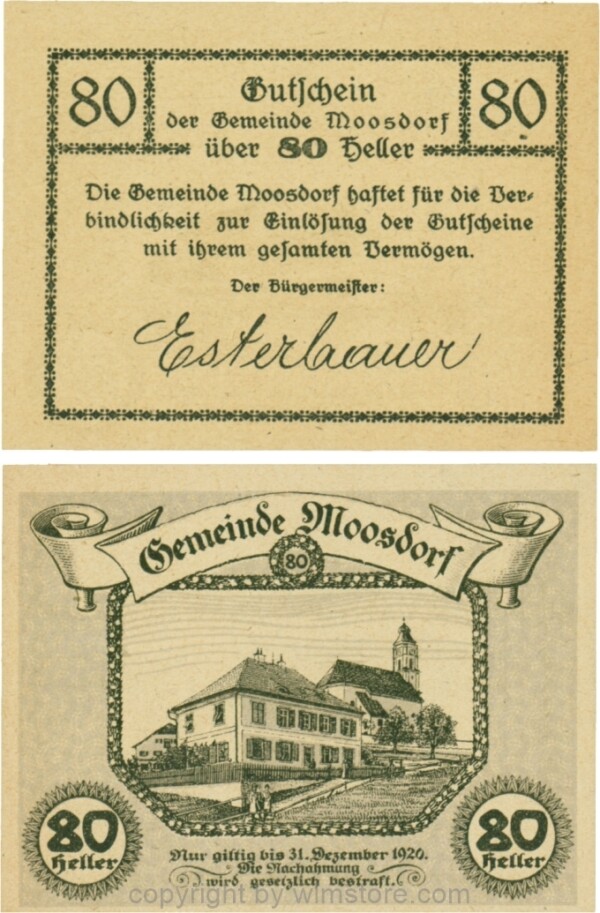 80
Gutschein
80
der Gemeinde Moosdorf
über 80 Heller
Die Gemeinde Moosdorf haftet für die Ver-
bindlichkeit zur Einlösung der Gutscheine
mit ihrem gesamten Vermögen.
Der Bürgermeister:
Esterbauer
Gemeinde Moosdorf
80
80
Heller
80
Heller
Nur giltig bis 31. Dezember 1920.
Die Nachahmung
wird gesetzlich bestraft.
copyright by wimstore.com